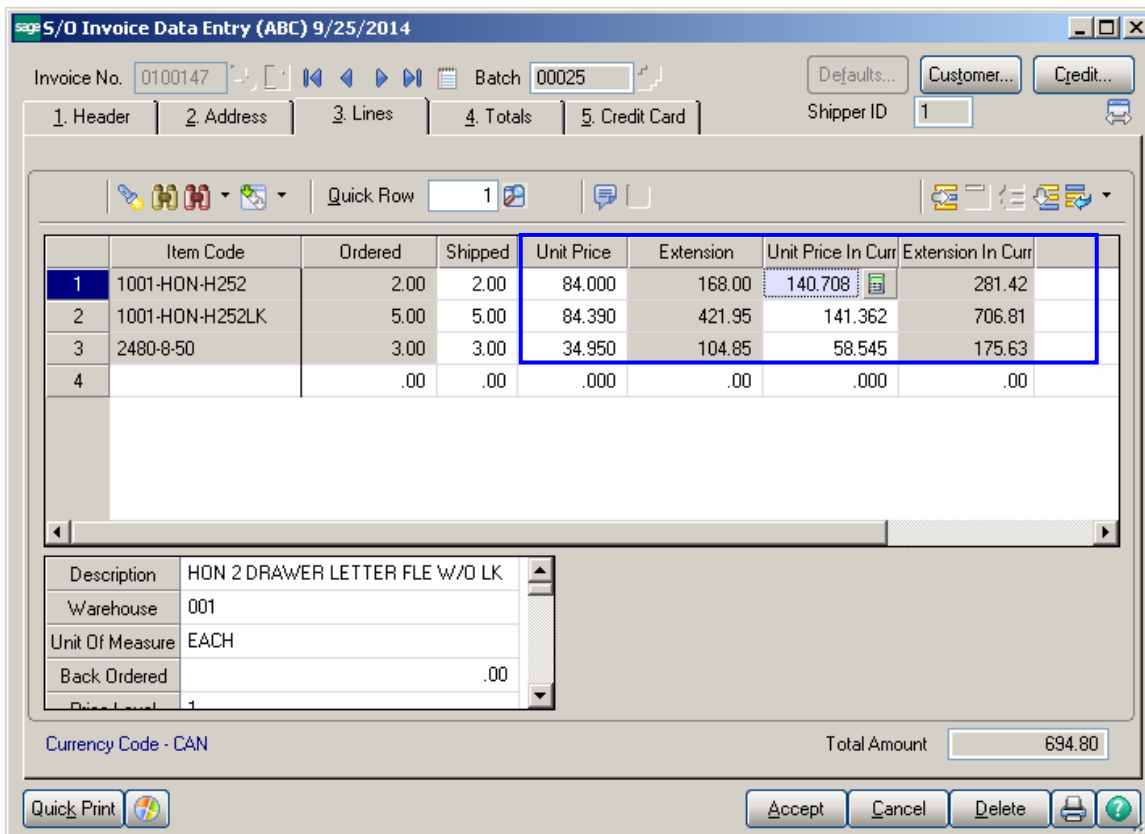 sage S/O Invoice Data Entry (ABC) 9/25/2014
Invoice No. 0100147 Batch 00025 Defaults... Customer... Credit...
1. Header 2. Address 3. Lines 4. Totals 5. Credit Card Shipper ID 1
Quick Row 1
Item Code Ordered Shipped Unit Price Extension Unit Price In Curr Extension In Curr
1 1001-HON-H252 2.00 2.00 84.000 168.00 140.708 281.42
2 1001-HON-H252LK 5.00 5.00 84.390 421.95 141.362 706.81
3 2480-8-50 3.00 3.00 34.950 104.85 58.545 175.63
4 .00 .00 .000 .00 .000 .00
Description HON 2 DRAWER LETTER FLE W/O LK
Warehouse 001
Unit Of Measure EACH
Back Ordered .00
Price Level 1
Currency Code - CAN Total Amount 694.80
Quick Print Accept Cancel Delete